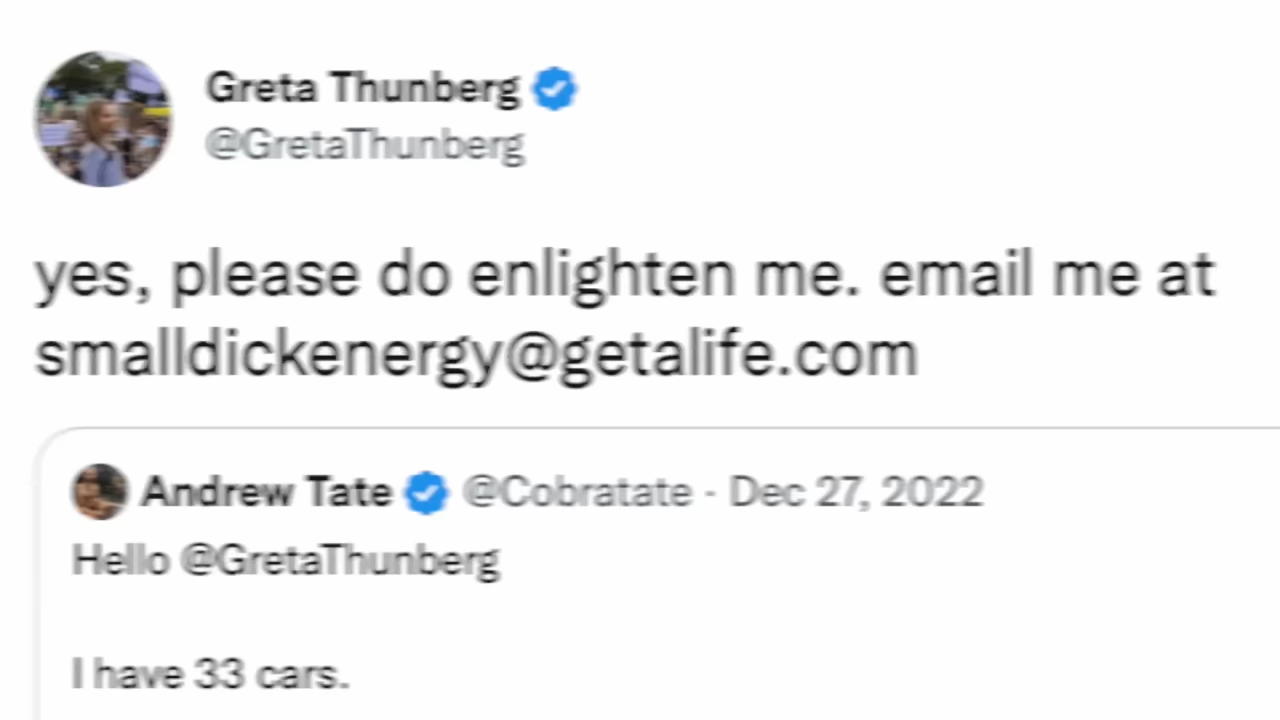 Greta Thunberg
@GretaThunberg
yes, please do enlighten me. email me at
smalldickenergy@getalife.com
Andrew Tate @Cobratate · Dec 27, 2022
Hello @GretaThunberg
I have 33 cars.